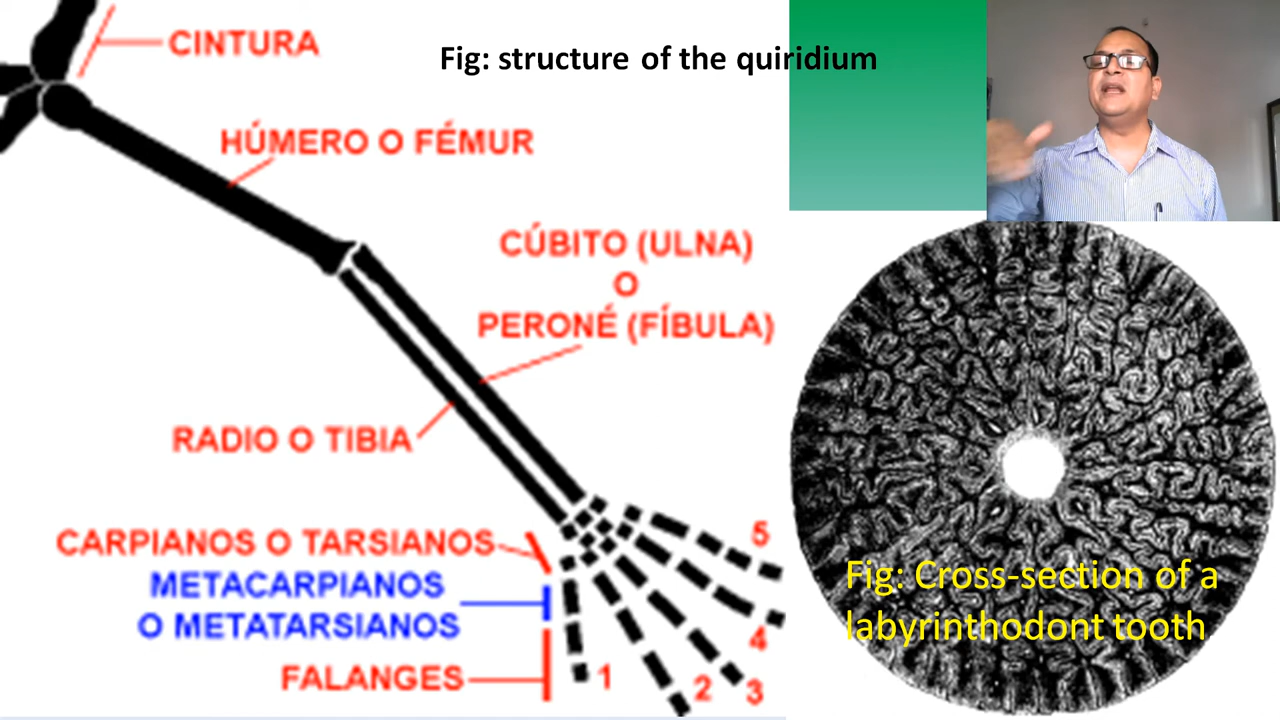 Fig: structure of the quiridium
CINTURA
HÚMERO O FÉMUR
CÚBITO (ULNA)
O
PERONÉ (FÍBULA)
RADIO O TIBIA
CARPIANOS O TARSIANOS
METACARPIANOS
O METATARSIANOS
FALANGES
1
2
3
4
5
Fig: Cross-section of a
labyrinthodont tooth